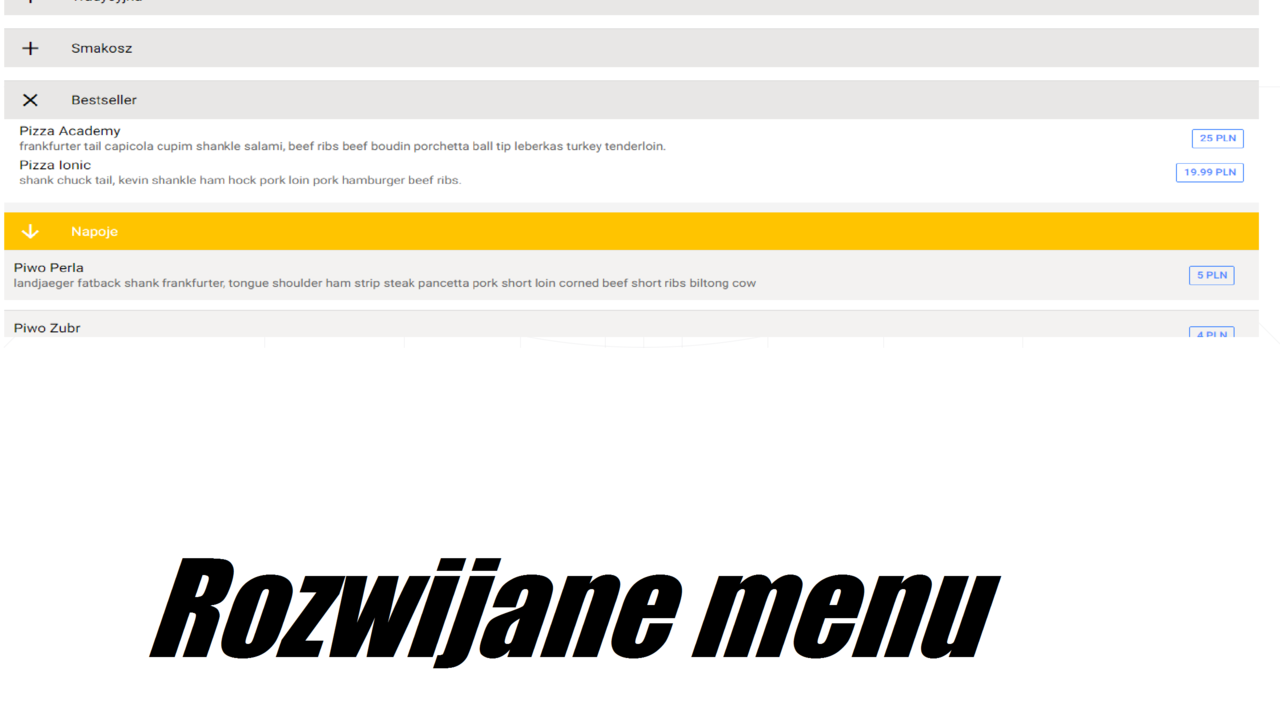 Smakosz
Bestseller
Pizza Academy
frankfurter tail capicola cupim shankle salami, beef ribs beef boudin porchetta ball tip leberkas turkey tenderloin.
25 PLN
Pizza Ionic
shank chuck tail, kevin shankle ham hock pork loin pork hamburger beef ribs.
19.99 PLN
Napoje
Piwo Perla
landjaeger fatback shank frankfurter, tongue shoulder ham strip steak pancetta pork short loin corned beef short ribs biltong cow
5 PLN
Piwo Zubr
4 PLN
Rozwijane menu